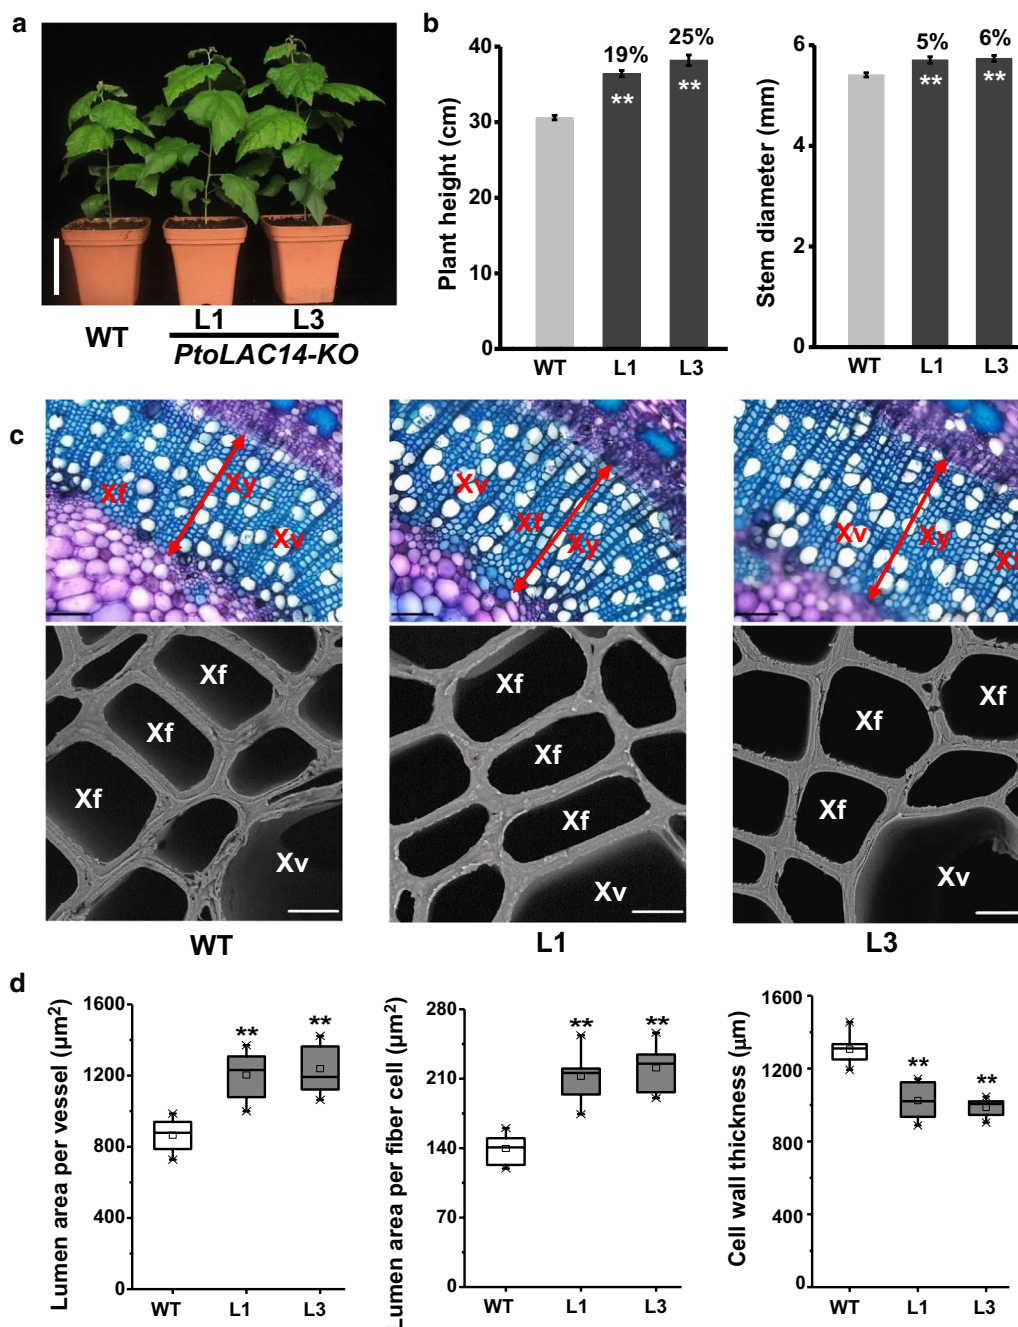 a
WT
L1
L3
PtoLAC14-KO
b
Plant height (cm)
40
30
20
10
0
19%
25%
**
**
WT
L1
L3
Stem diameter (mm)
6
4
2
0
5%
6%
**
**
WT
L1
L3
c
Xf
Xy
Xv
Xv
Xf
Xy
Xv
Xy
Xf
Xf
Xf
Xv
Xf
Xf
Xf
Xv
Xf
Xf
Xf
Xv
WT
L1
L3
d
Lumen area per vessel (μm²)
1600
1200
800
400
0
**
**
WT
L1
L3
Lumen area per fiber cell (μm²)
280
210
140
70
0
**
**
WT
L1
L3
Cell wall thickness (μm)
1600
1200
800
400
0
**
**
WT
L1
L3